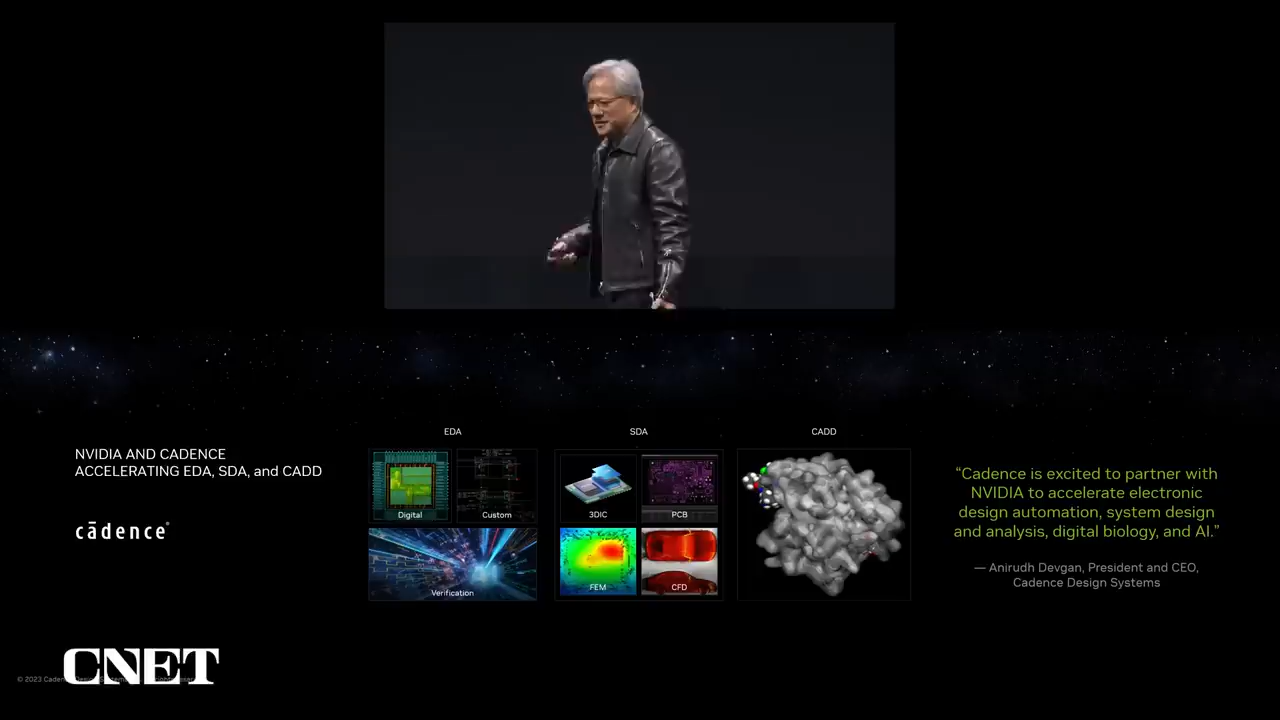 EDA
SDA
CADD
NVIDIA AND CADENCE
ACCELERATING EDA, SDA, and CADD
cādence®
Digital
Custom
Verification
3DIC
PCB
FEM
CFD
“Cadence is excited to partner with
NVIDIA to accelerate electronic
design automation, system design
and analysis, digital biology, and AI.”
— Anirudh Devgan, President and CEO,
Cadence Design Systems
CNET
© 2023